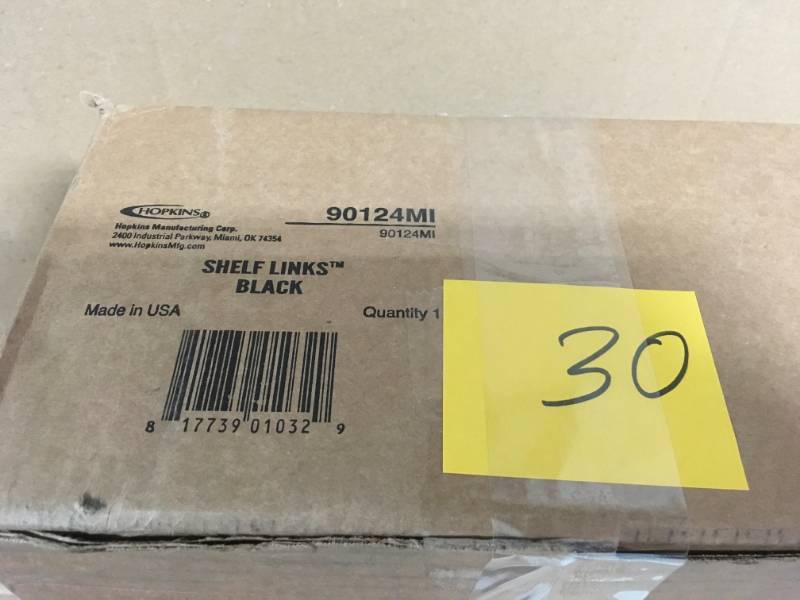 HOPKINS®
Hopkins Manufacturing Corp.
2400 Industrial Parkway, Miami, OK 74354
www.HopkinsMfg.com
90124MI
90124MI
SHELF LINKS™
BLACK
Made in USA
Quantity 1
8 17739 01032 9
30